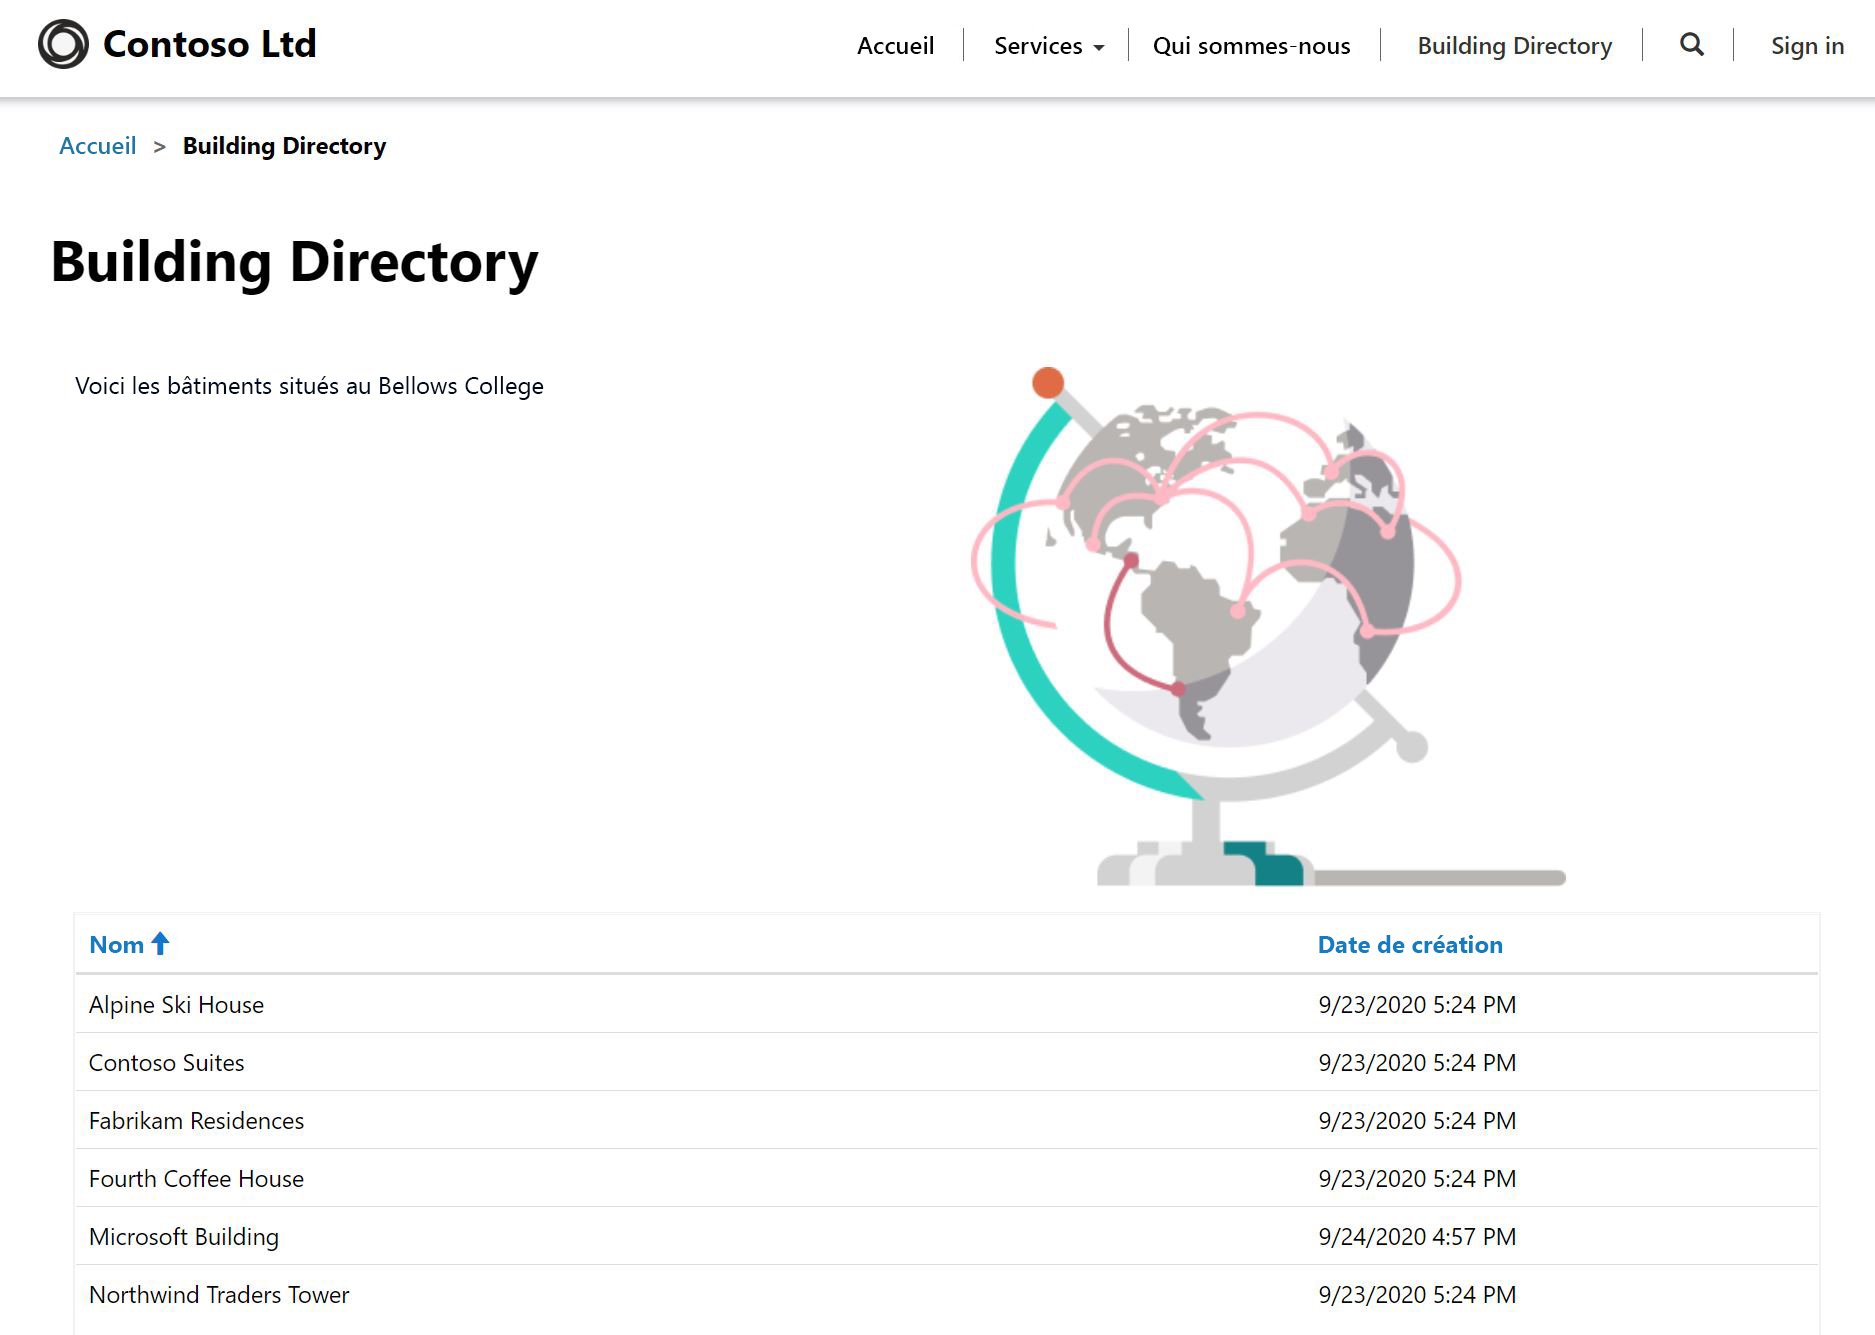 Contoso Ltd
Accueil Services Qui sommes-nous Building Directory Sign in
Accueil > Building Directory
Building Directory
Voici les bâtiments situés au Bellows College
Nom Date de création
Alpine Ski House 9/23/2020 5:24 PM
Contoso Suites 9/23/2020 5:24 PM
Fabrikam Residences 9/23/2020 5:24 PM
Fourth Coffee House 9/23/2020 5:24 PM
Microsoft Building 9/24/2020 4:57 PM
Northwind Traders Tower 9/23/2020 5:24 PM